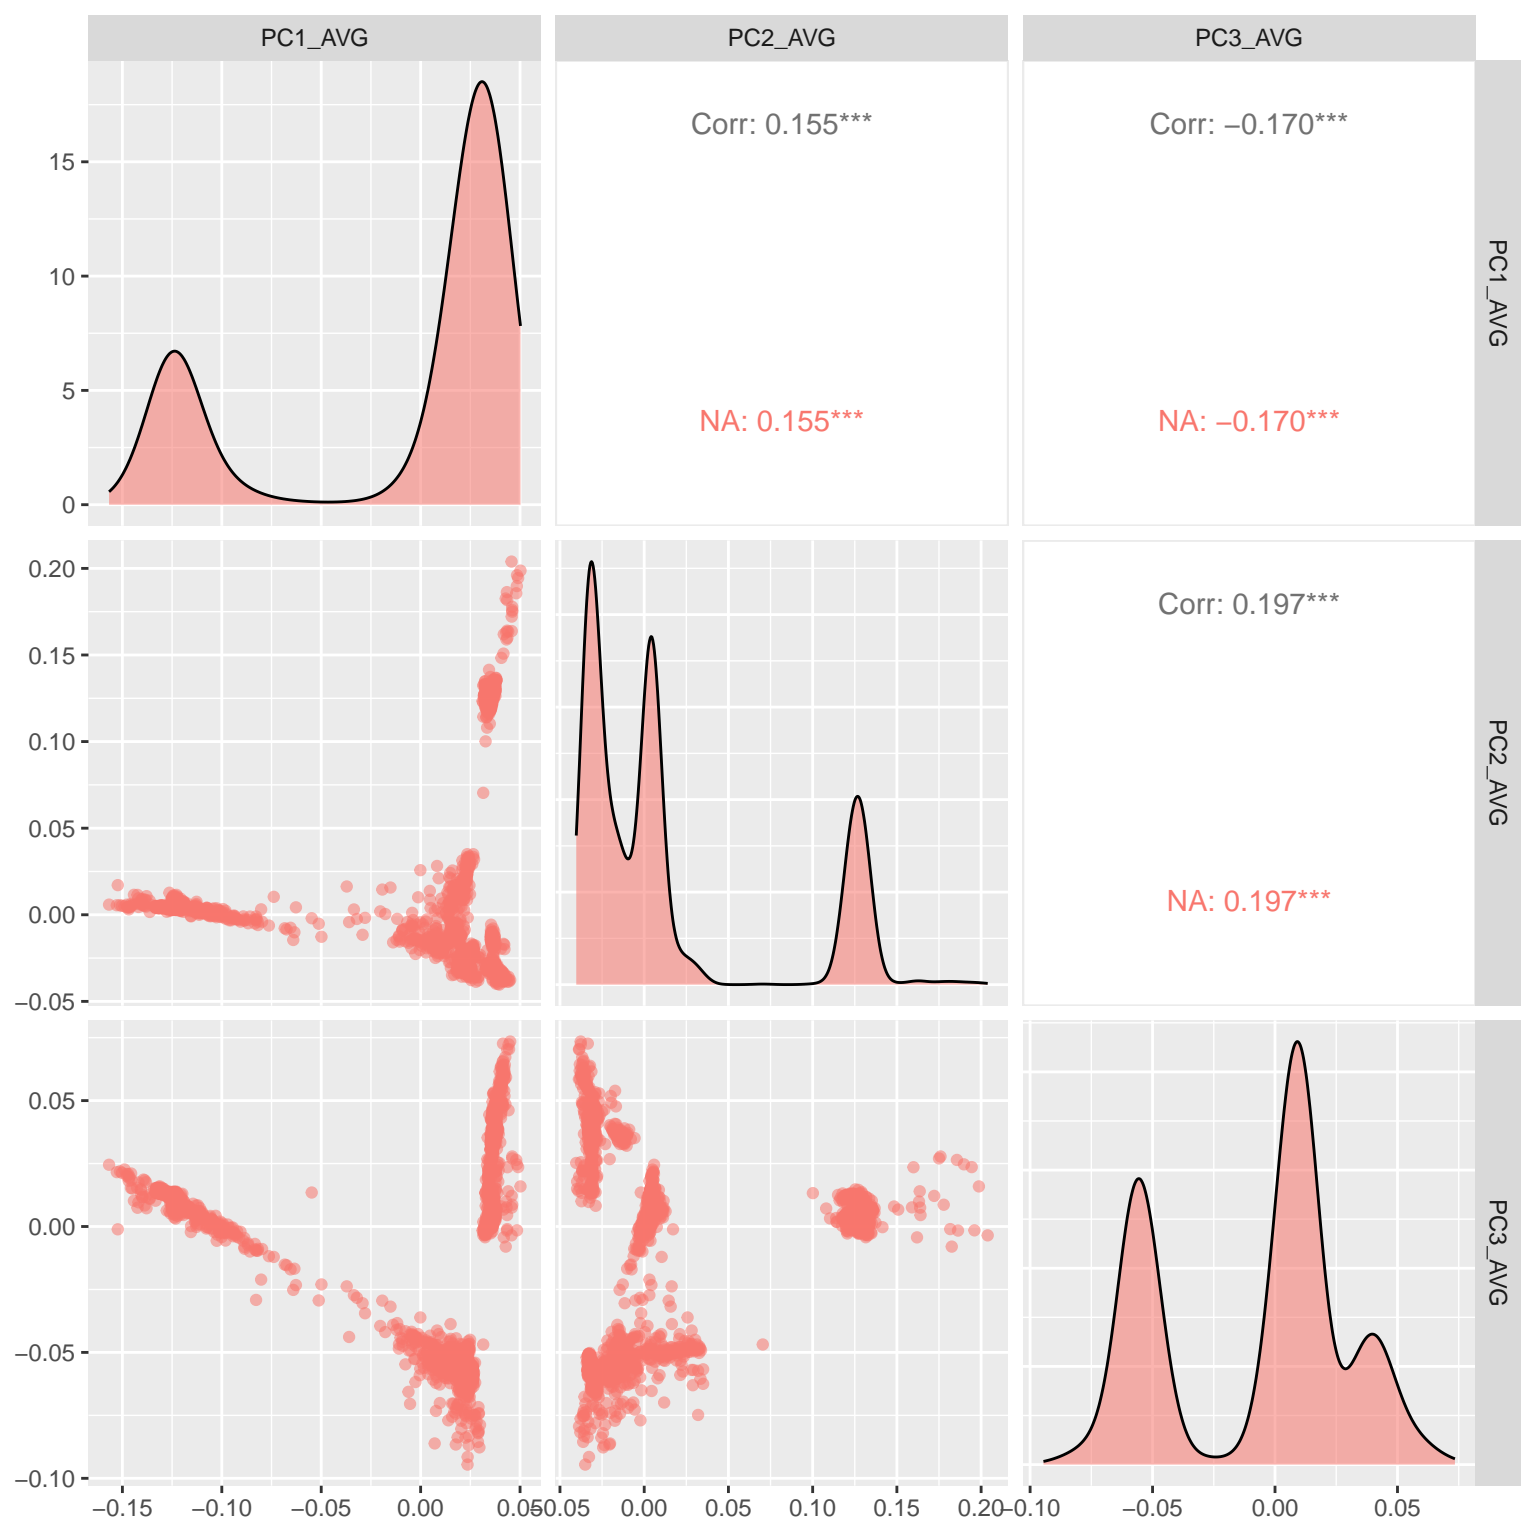 PC1_AVG PC2_AVG PC3_AVG
15
10
5
0
Corr: 0.155***
NA: 0.155***
Corr: −0.170***
NA: −0.170***
PC1_AVG
0.20
0.15
0.10
0.05
0.00
−0.05
Corr: 0.197***
NA: 0.197***
PC2_AVG
0.05
0.00
−0.05
−0.10
PC3_AVG
−0.15 −0.10 −0.05 0.00 0.05
−0.05 0.00 0.05 0.10 0.15 0.20
−0.10 −0.05 0.00 0.05